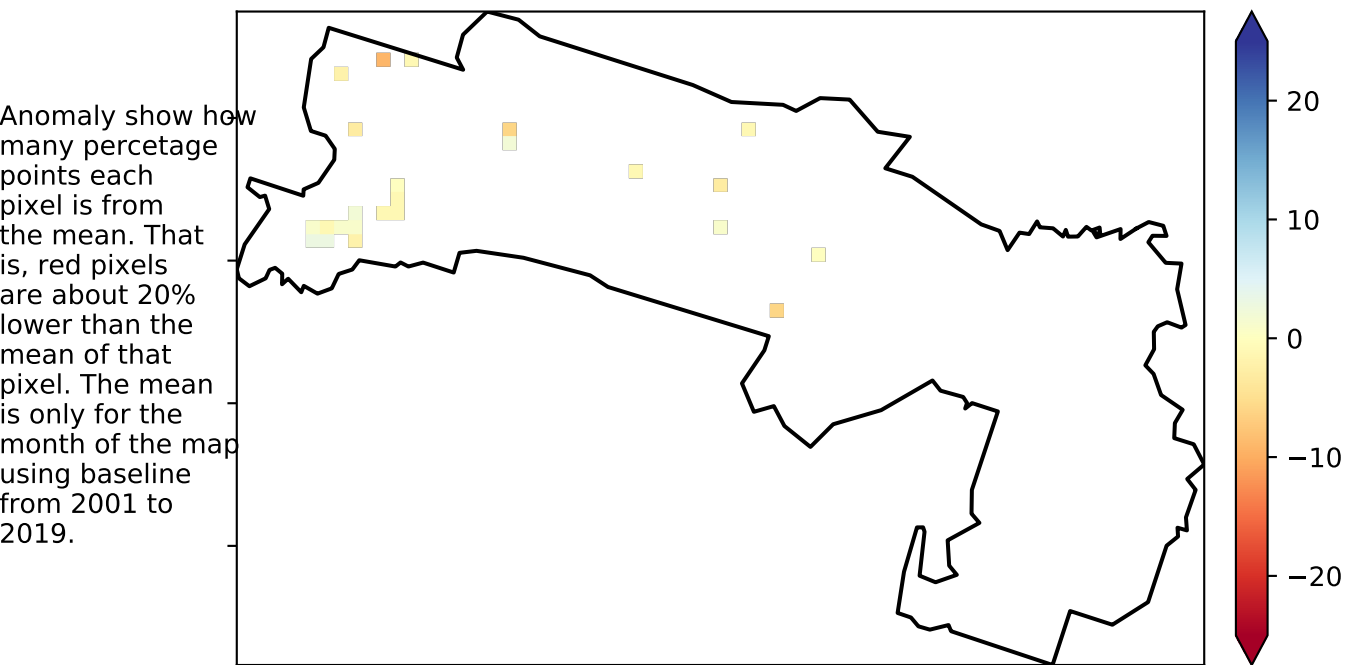 Anomaly show how
many percetage
points each
pixel is from
the mean. That
is, red pixels
are about 20%
lower than the
mean of that
pixel. The mean
is only for the
month of the map
using baseline
from 2001 to
2019.
20
10
0
−10
−20